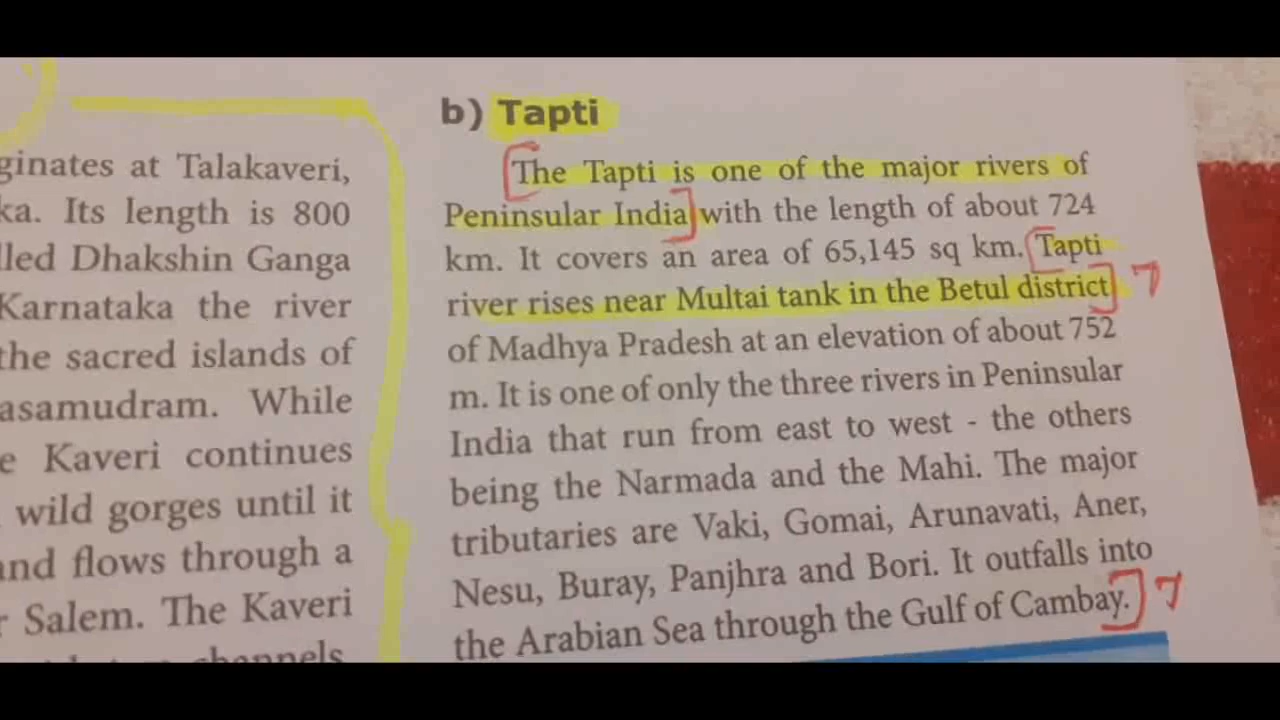 ginates at Talakaveri,
ka. Its length is 800
lled Dhakshin Ganga
Karnataka the river
the sacred islands of
asamudram. While
e Kaveri continues
wild gorges until it
and flows through a
r Salem. The Kaveri
channels
b) Tapti
The Tapti is one of the major rivers of
Peninsular India with the length of about 724
km. It covers an area of 65,145 sq km. Tapti
river rises near Multai tank in the Betul district
of Madhya Pradesh at an elevation of about 752
m. It is one of only the three rivers in Peninsular
India that run from east to west - the others
being the Narmada and the Mahi. The major
tributaries are Vaki, Gomai, Arunavati, Aner,
Nesu, Buray, Panjhra and Bori. It outfalls into
the Arabian Sea through the Gulf of Cambay.